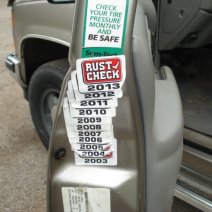 CHECK
YOUR TIRE
PRESSURE
MONTHLY
AND
BE SAFE
RUST
CHECK
2013
2012
2011
2010
2009
2008
2007
2006
2005
2004
2003